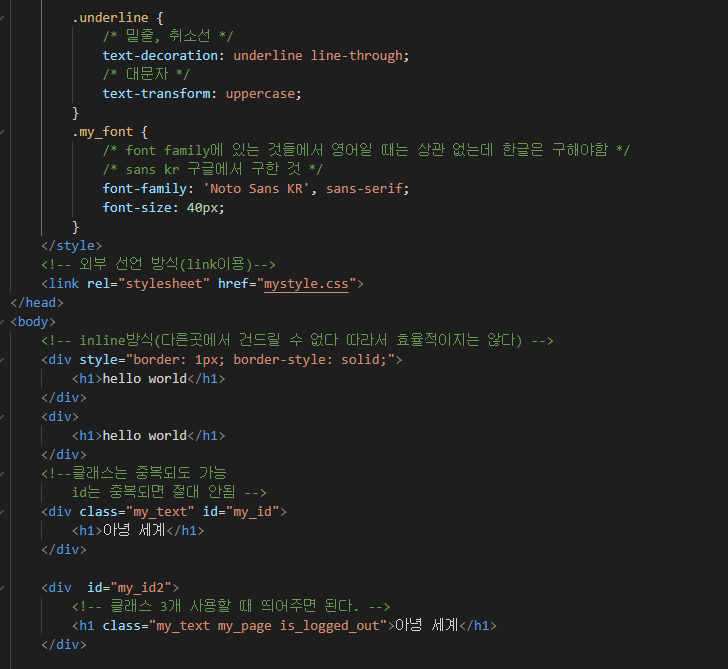 .underline {
/* 밑줄, 취소선 */
text-decoration: underline line-through;
/* 대문자 */
text-transform: uppercase;
}
.my_font {
/* font family에 있는 것들에서 영어일 때는 상관 없는데 한글은 구해야함 */
/* sans kr 구글에서 구한 것 */
font-family: 'Noto Sans KR', sans-serif;
font-size: 40px;
}
</style>
<!-- 외부 선언 방식(link이용)-->
<link rel="stylesheet" href="mystyle.css">
</head>
<body>
<!-- inline방식(다른곳에서 건드릴 수 없다 따라서 효율적이지는 않다) -->
<div style="border: 1px; border-style: solid;">
<h1>hello world</h1>
</div>
<div>
<h1>hello world</h1>
</div>
<!--클래스는 중복되도 가능
id는 중복되면 절대 안됨 -->
<div class="my_text" id="my_id">
<h1>아녕 세계</h1>
</div>
<div  id="my_id2">
<!-- 클래스 3개 사용할 때 띄어주면 된다. -->
<h1 class="my_text my_page is_logged_out">아녕 세계</h1>
</div>